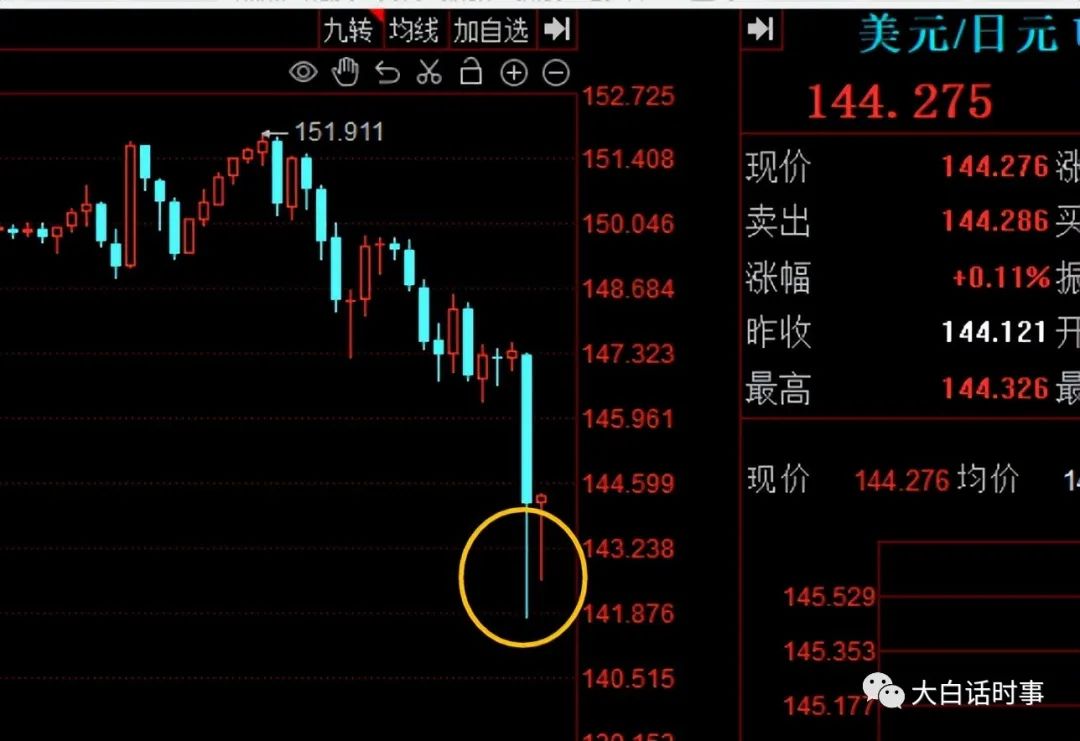 九转 均线 加自选
美元/日元
152.725
151.911
144.275
151.408
现价 144.276 涨
150.046
卖出 144.286 买
148.684
涨幅 +0.11% 振
147.323
昨收 144.121 开
最高 144.326 最
145.961
144.599
现价 144.276 均价
143.238
145.529
141.876
145.353
140.515
145.177
大白话时事